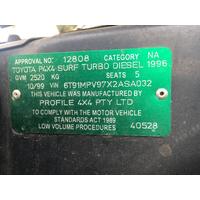 APPROVAL NO. 12808 CATEGORY NA
TOYOTA P4X4 SURF TURBO DIESEL 1996
GVM 2520 KG SEATS 5
10/99 VIN 6T91MPV97X2ASA032
THIS VEHICLE WAS MANUFACTURED BY
PROFILE 4X4 PTY LTD
TO COMPLY WITH THE MOTOR VEHICLE
STANDARDS ACT 1989
LOW VOLUME PROCEDURES 40528